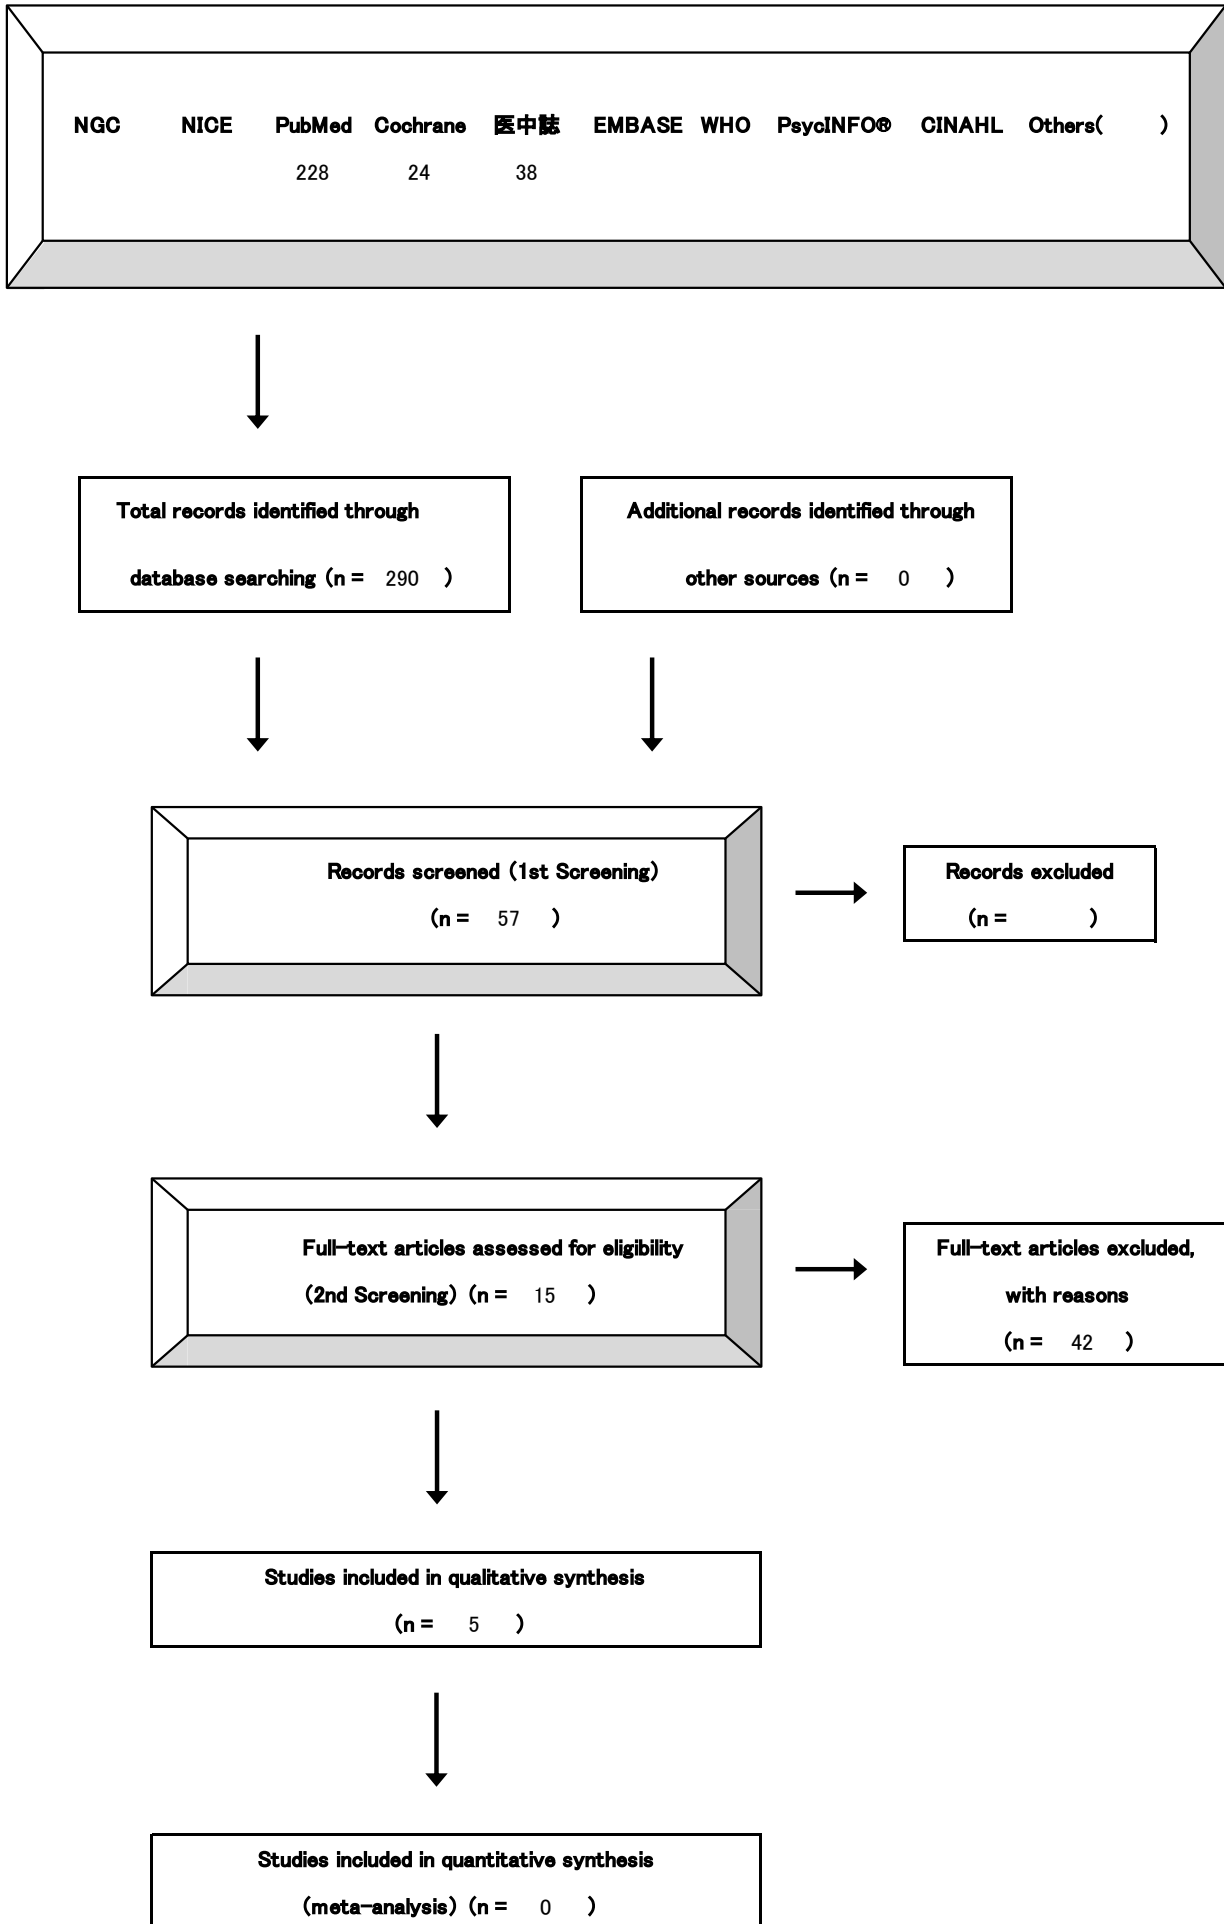 NGC NICE PubMed Cochrane 医中誌 EMBASE WHO PsycINFO® CINAHL Others( )
228 24 38
Total records identified through
database searching (n = 290 )
Additional records identified through
other sources (n = 0 )
Records screened (1st Screening)
(n = 57 )
Records excluded
(n = )
Full-text articles assessed for eligibility
(2nd Screening) (n = 15 )
Full-text articles excluded,
with reasons
(n = 42 )
Studies included in qualitative synthesis
(n = 5 )
Studies included in quantitative synthesis
(meta-analysis) (n = 0 )